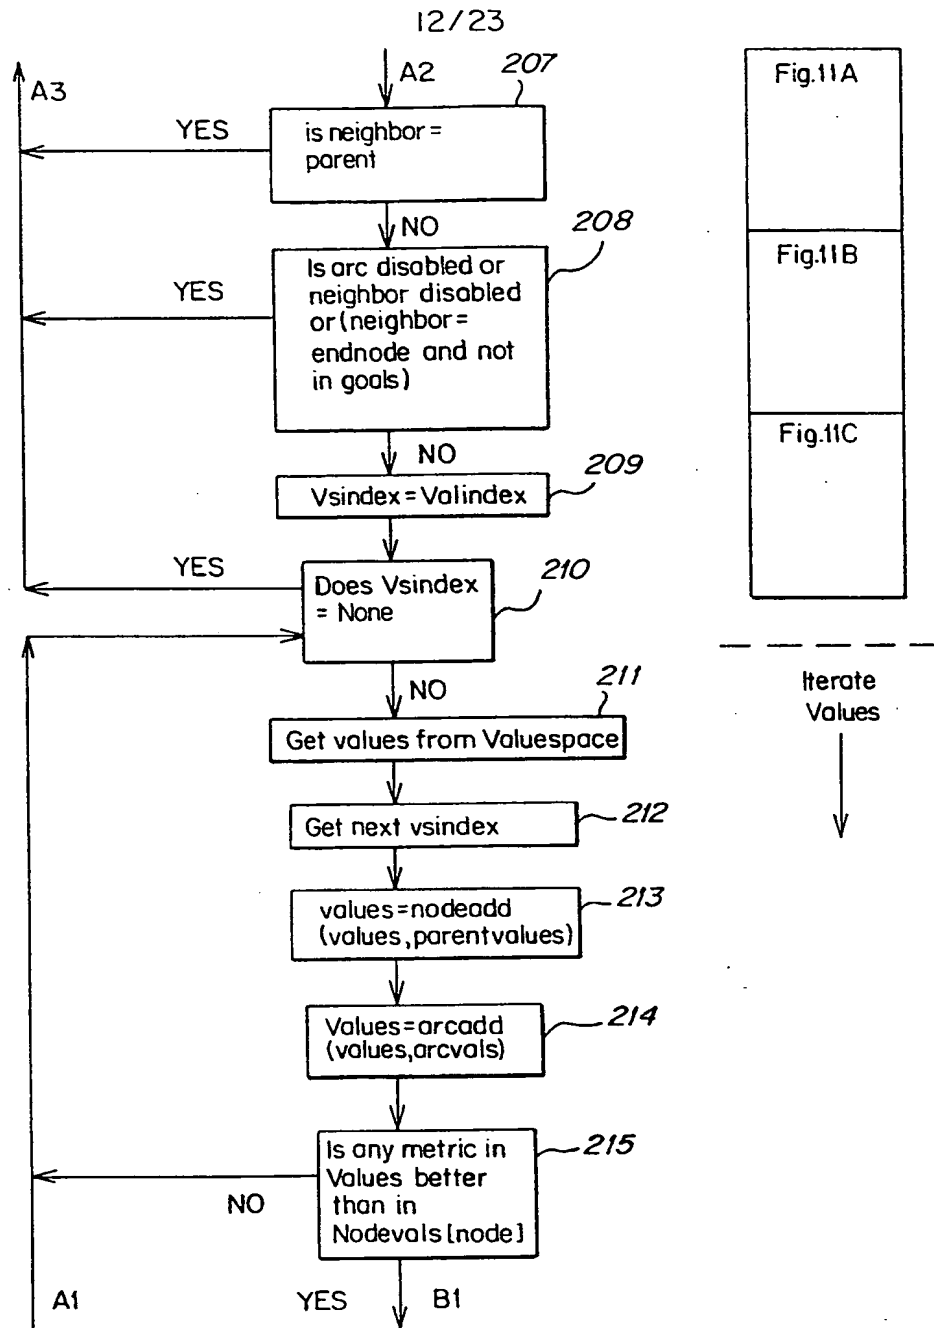 12/23
A3
A2
207
YES
is neighbor=
parent
NO
208
YES
Is arc disabled or
neighbor disabled
or(neighbor=
endnode and not
in goals)
NO
209
Vsindex=Valindex
YES
210
Does Vsindex
= None
NO
211
Get values from Valuespace
Get next vsindex
212
values=nodeadd
(values,parentvalues)
213
Values=arcadd
(values,arcvals)
214
Is any metric in
Values better
than in
Nodevals[node]
215
NO
A1
YES
B1
Fig.11A
Fig.11B
Fig.11C
Iterate
Values